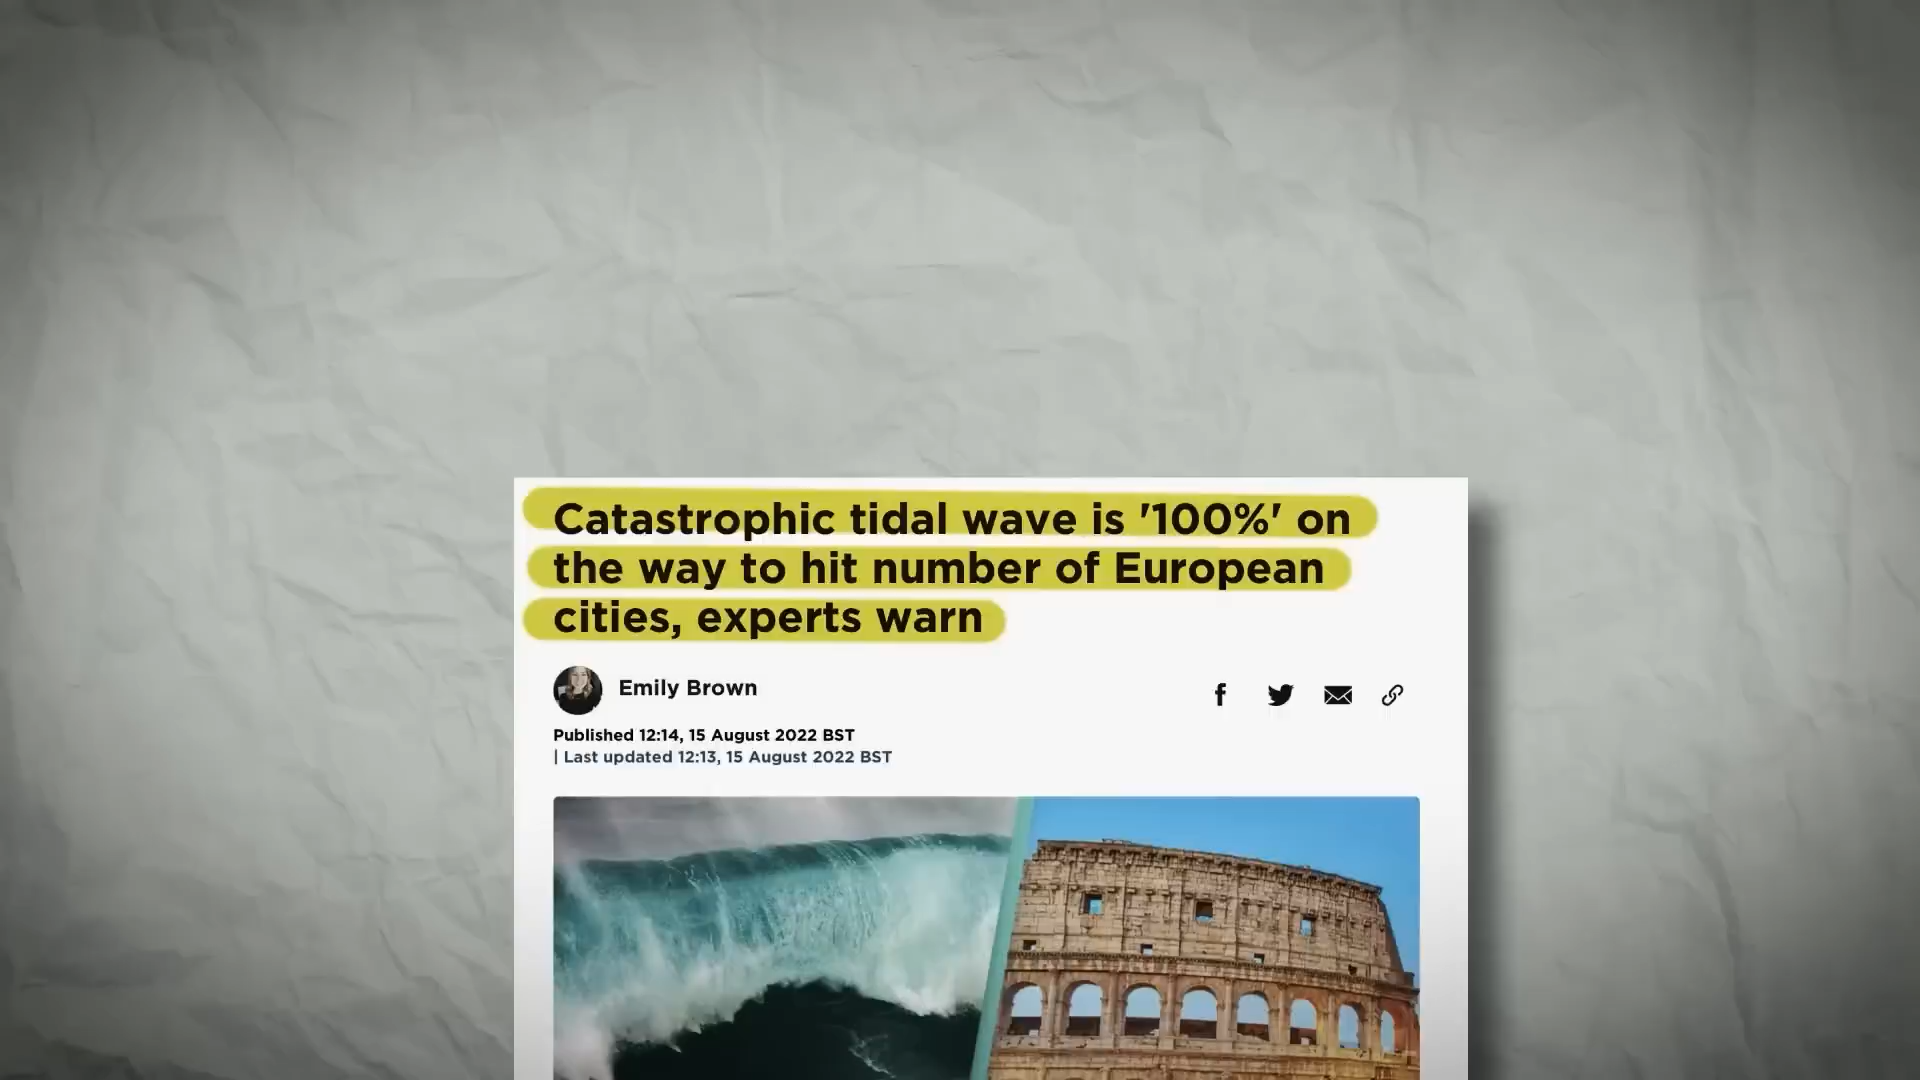 Catastrophic tidal wave is '100%' on
the way to hit number of European
cities, experts warn
Emily Brown
Published 12:14, 15 August 2022 BST
| Last updated 12:13, 15 August 2022 BST